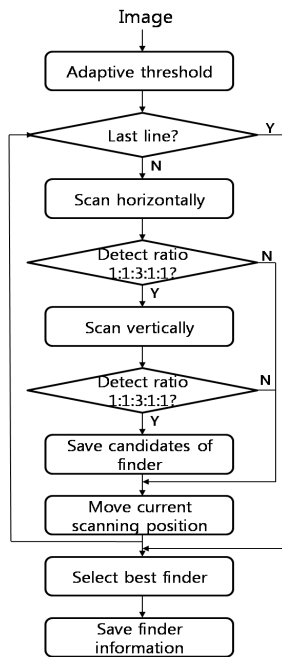 Image
Adaptive threshold
Last line?
Y
N
Scan horizontally
Detect ratio
1:1:3:1:1?
N
Y
Scan vertically
Detect ratio
1:1:3:1:1?
N
Y
Save candidates of
finder
Move current
scanning position
Select best finder
Save finder
information